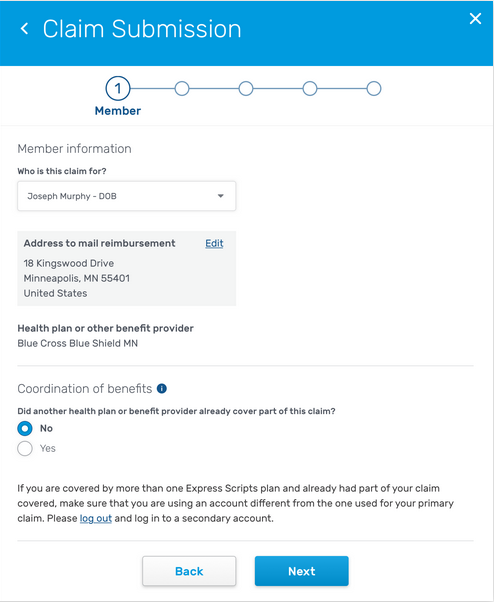 Claim Submission
1
Member
Member information
Who is this claim for?
Joseph Murphy - DOB
Address to mail reimbursement Edit
18 Kingswood Drive
Minneapolis, MN 55401
United States
Health plan or other benefit provider
Blue Cross Blue Shield MN
Coordination of benefits i
Did another health plan or benefit provider already cover part of this claim?
No
Yes
If you are covered by more than one Express Scripts plan and already had part of your claim
covered, make sure that you are using an account different from the one used for your primary
claim. Please log out and log in to a secondary account.
Back Next